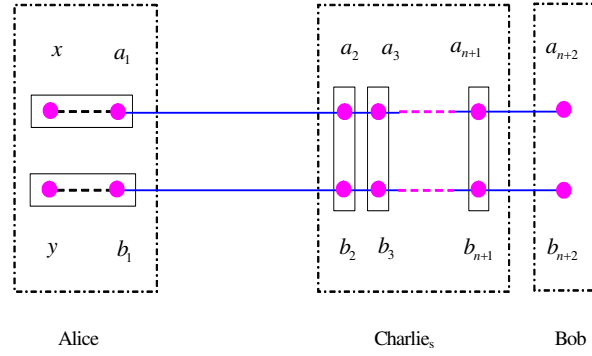 x a₁ a₂ a₃ aₙ₊₁ aₙ₊₂
y b₁ b₂ b₃ bₙ₊₁ bₙ₊₂
Alice Charlieₛ Bob